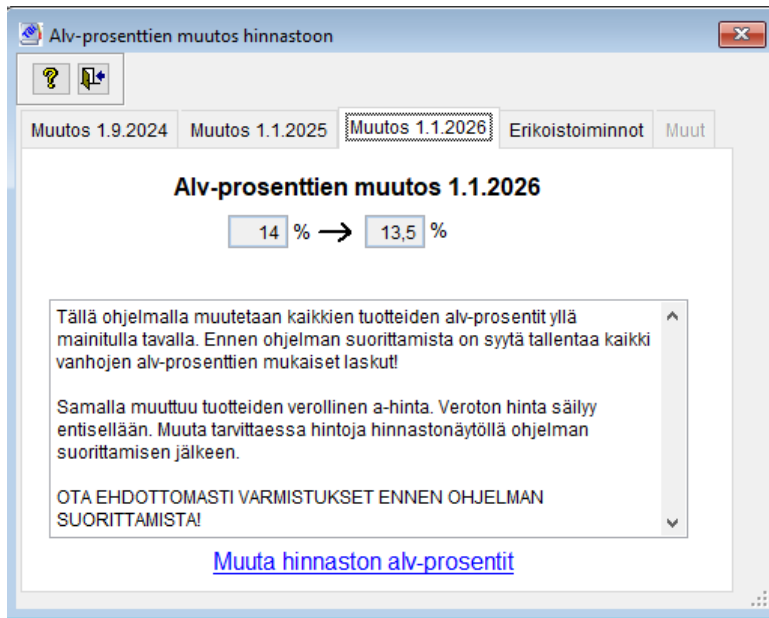 Alv-prosenttien muutos hinnastoon
Muutos 1.9.2024 Muutos 1.1.2025 Muutos 1.1.2026 Erikoistoiminnot Muut
Alv-prosenttien muutos 1.1.2026
14 % → 13,5 %
Tällä ohjelmalla muutetaan kaikkien tuotteiden alv-prosentit yllä
mainitulla tavalla. Ennen ohjelman suorittamista on syytä tallentaa kaikki
vanhojen alv-prosenttien mukaiset laskut!
Samalla muuttuu tuotteiden verollinen a-hinta. Veroton hinta säilyy
entisellään. Muuta tarvittaessa hintoja hinnastonäytöllä ohjelman
suorittamisen jälkeen.
OTA EHDOTTOMASTI VARMISTUKSET ENNEN OHJELMAN
SUORITTAMISTA!
Muuta hinnaston alv-prosentit